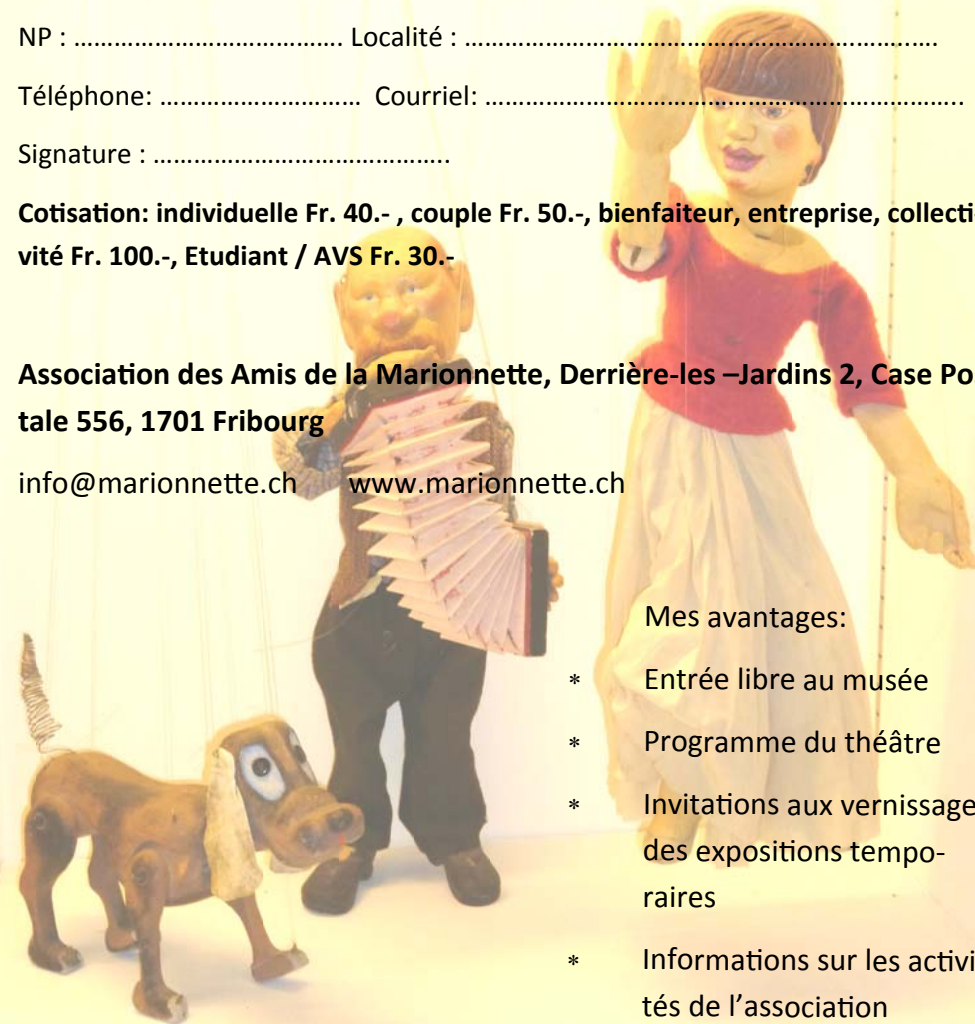 NP : …………………………………. Localité : …………………………………………………………….
Téléphone: ………………………… Courriel: ……………………………………………………………..
Signature : ……………………………………..
Cotisation: individuelle Fr. 40.- , couple Fr. 50.-, bienfaiteur, entreprise, collecti-
vité Fr. 100.-, Etudiant / AVS Fr. 30.-
Association des Amis de la Marionnette, Derrière-les –Jardins 2, Case Po
tale 556, 1701 Fribourg
info@marionnette.ch www.marionnette.ch
Mes avantages:
* Entrée libre au musée
* Programme du théâtre
* Invitations aux vernissage
des expositions tempo-
raires
* Informations sur les activi
tés de l’association